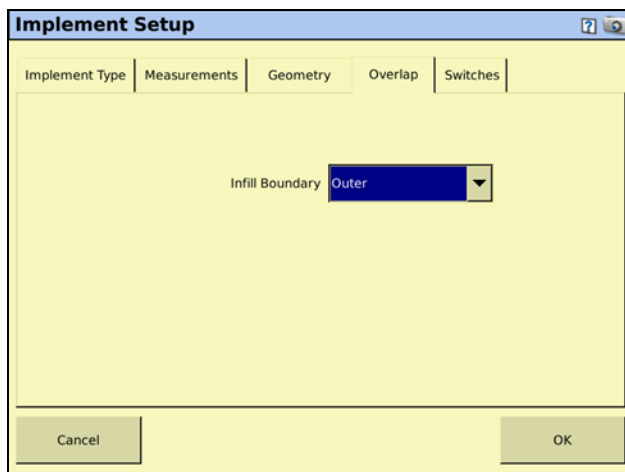 Implement Setup
?
Implement Type Measurements Geometry Overlap Switches
Infill Boundary Outer
Cancel OK